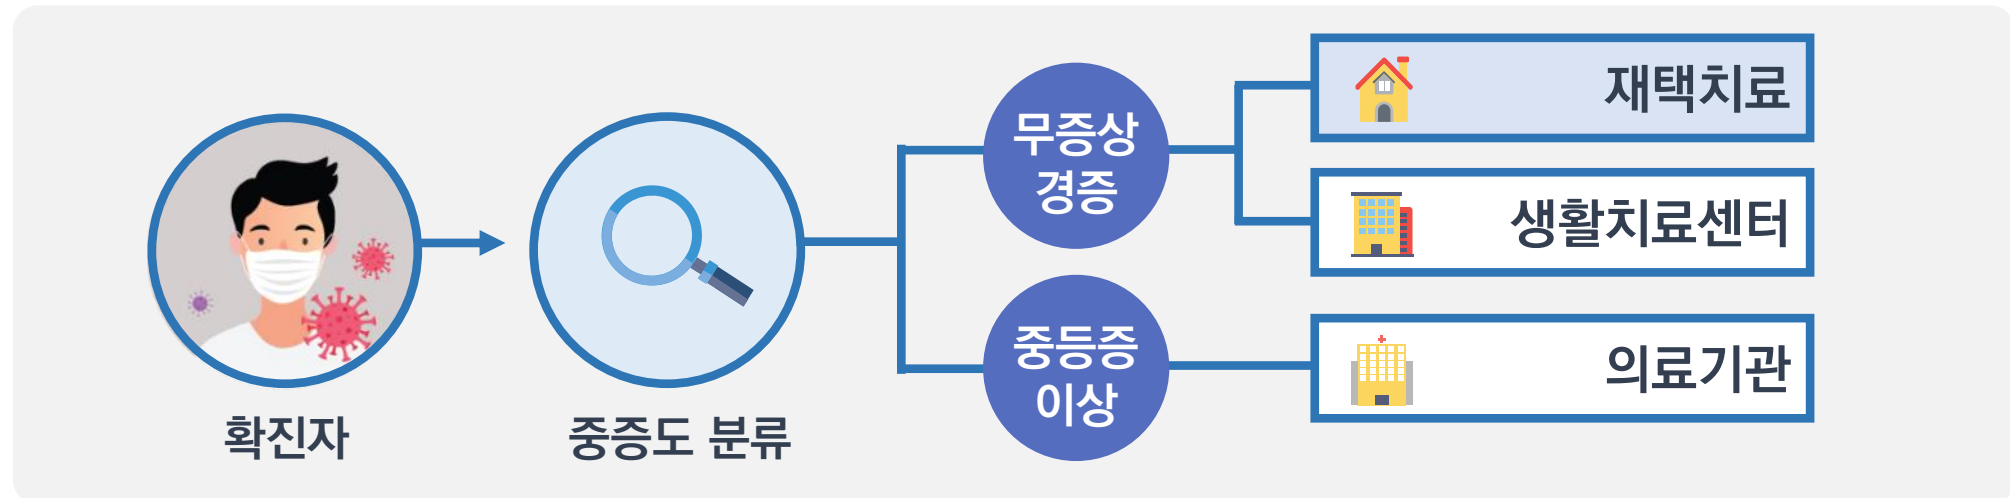 확진자
중증도 분류
무증상
경증
중등증
이상
재택치료
생활치료센터
의료기관